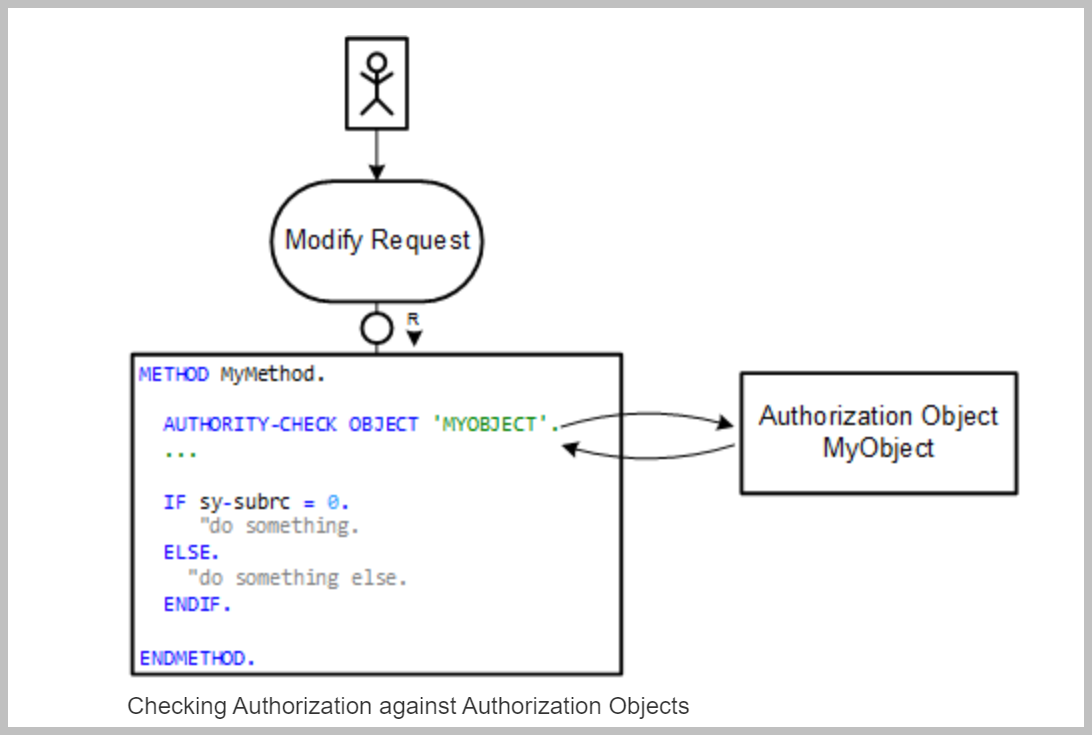 Modify Request
R
METHOD MyMethod.
AUTHORITY-CHECK OBJECT 'MYOBJECT'.
...
IF sy-subrc = 0.
"do something.
ELSE.
"do something else.
ENDIF.
ENDMETHOD.
Authorization Object
MyObject
Checking Authorization against Authorization Objects